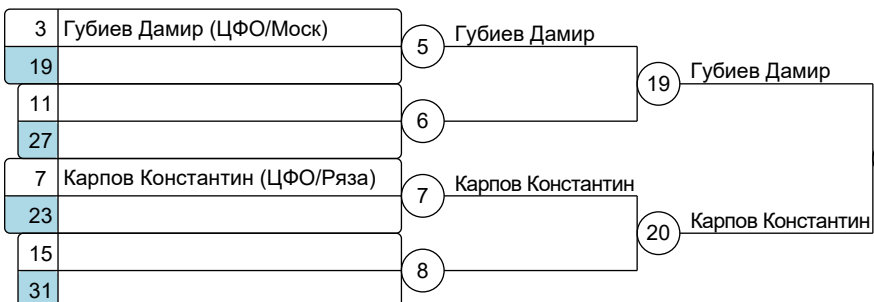 3 Губиев Дамир (ЦФО/Моск)
19
5 Губиев Дамир
19 Губиев Дамир
11
27
6
7 Карпов Константин (ЦФО/Ряза)
23
7 Карпов Константин
20 Карпов Константин
15
31
8